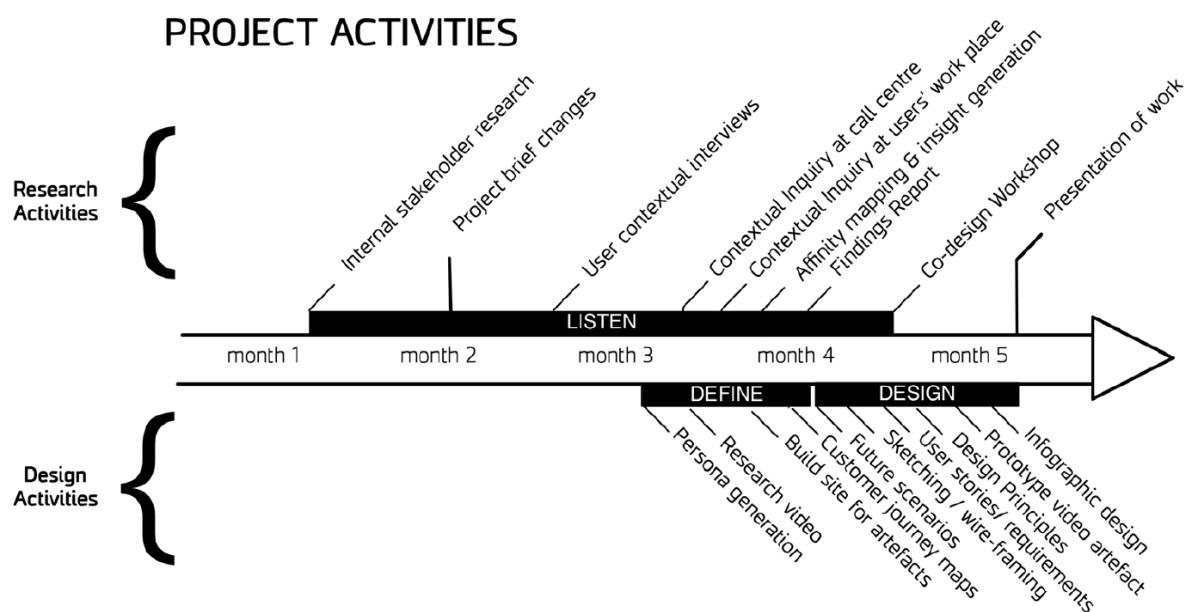 PROJECT ACTIVITIES
Research
Activities
Internal stakeholder research
Project brief changes
User contextual interviews
Contextual Inquiry at call centre
Contextual Inquiry at users' work place
Affinity mapping & insight generation
Findings Report
Co-design Workshop
Presentation of work
LISTEN
month 1
month 2
month 3
month 4
month 5
DEFINE
DESIGN
Design
Activities
Persona generation
Research video
Build site for artefacts
Customer journey maps
Future scenarios
Sketching / wire-framing
User stories/ requirements
Design Principles
Prototype video artefact
Infographic design